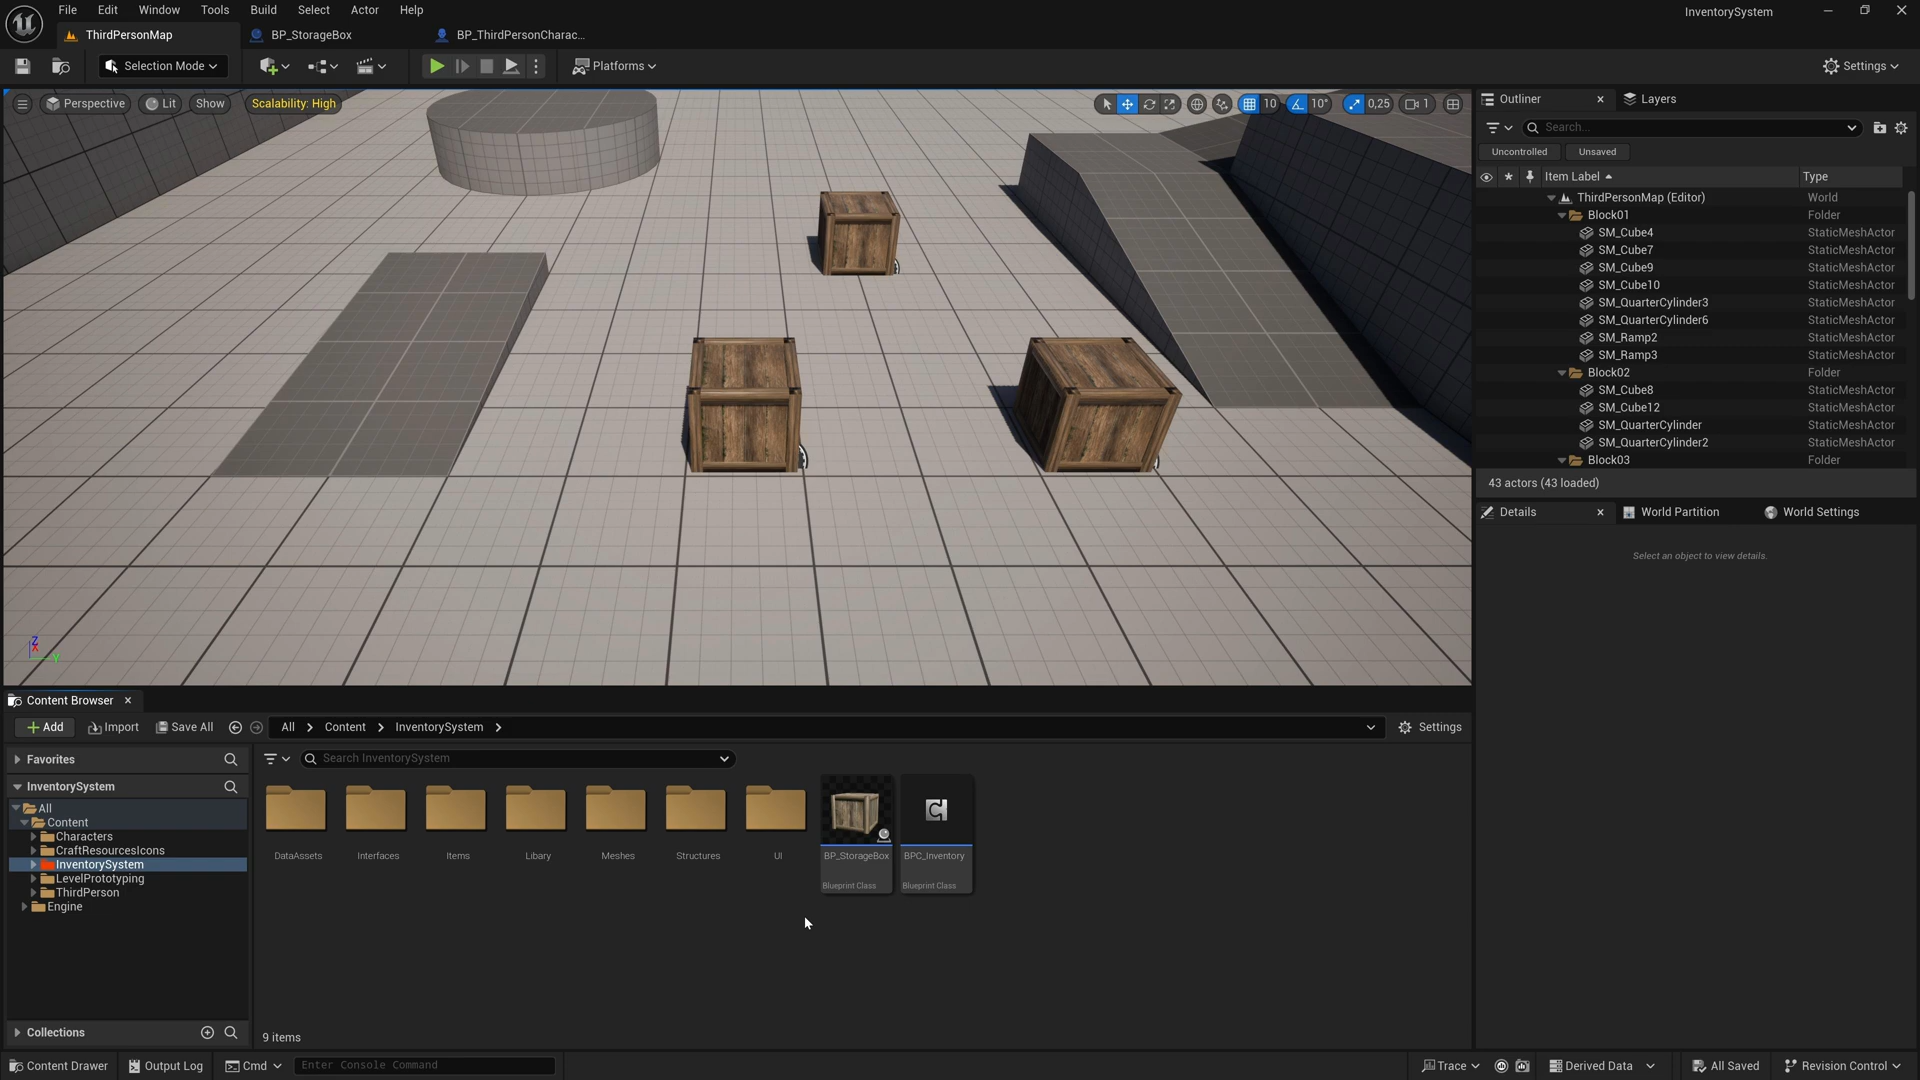 File Edit Window Tools Build Select Actor Help
InventorySystem
ThirdPersonMap
BP_StorageBox
BP_ThirdPersonCharac...
Selection Mode
Platforms
Settings
Perspective
Lit
Show
Scalability: High
10
10°
0,25
1
Outliner
Layers
Search...
Uncontrolled
Unsaved
Item Label
Type
ThirdPersonMap (Editor) World
Block01 Folder
SM_Cube4 StaticMeshActor
SM_Cube7 StaticMeshActor
SM_Cube9 StaticMeshActor
SM_Cube10 StaticMeshActor
SM_QuarterCylinder3 StaticMeshActor
SM_QuarterCylinder6 StaticMeshActor
SM_Ramp2 StaticMeshActor
SM_Ramp3 StaticMeshActor
Block02 Folder
SM_Cube8 StaticMeshActor
SM_Cube12 StaticMeshActor
SM_QuarterCylinder StaticMeshActor
SM_QuarterCylinder2 StaticMeshActor
Block03 Folder
43 actors (43 loaded)
Details
World Partition
World Settings
Select an object to view details.
Z
X
Y
Content Browser
Add
Import
Save All
All > Content > InventorySystem >
Settings
Favorites
Search InventorySystem
InventorySystem
All
Content
Characters
CraftResourcesIcons
InventorySystem
LevelPrototyping
ThirdPerson
Engine
DataAssets
Interfaces
Items
Libary
Meshes
Structures
UI
BP_StorageBox
BPC_Inventory
Blueprint Class
Blueprint Class
Collections
9 items
Content Drawer
Output Log
Cmd
Enter Console Command
Trace
Derived Data
All Saved
Revision Control